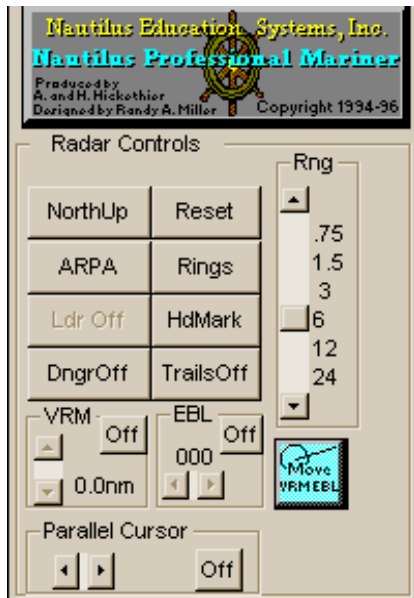 Nautilus Education Systems, Inc.
Nautilus Professional Mariner
Produced by
A. and H. Hickethier
Designed by Randy A. Miller
Copyright 1994-96
Radar Controls
Rng
NorthUp Reset
.75
ARPA Rings
1.5
3
Ldr Off HdMark
6
12
DngrOff TrailsOff
24
VRM Off
EBL Off
000
0.0nm
Move
VRMEBL
Parallel Cursor
Off